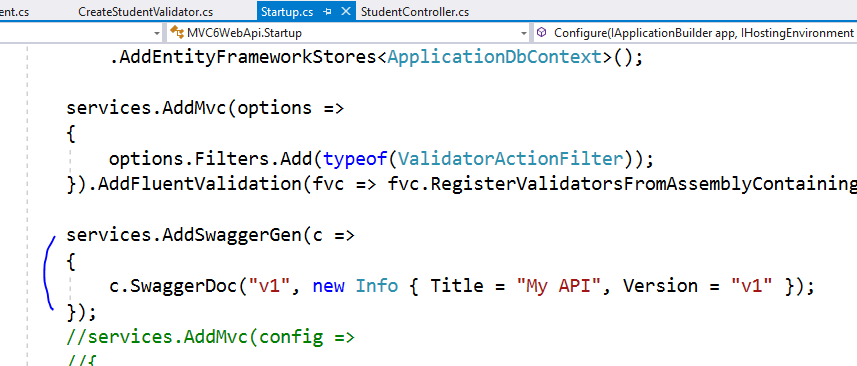 ent.cs CreateStudentValidator.cs Startup.cs StudentController.cs
MVC6WebApi.Startup Configure(IApplicationBuilder app, IHostingEnvironment
.AddEntityFrameworkStores<ApplicationDbContext>();
services.AddMvc(options =>
{
options.Filters.Add(typeof(ValidatorActionFilter));
}).AddFluentValidation(fvc => fvc.RegisterValidatorsFromAssemblyContaining
services.AddSwaggerGen(c =>
{
c.SwaggerDoc("v1", new Info { Title = "My API", Version = "v1" });
});
//services.AddMvc(config =>
//{